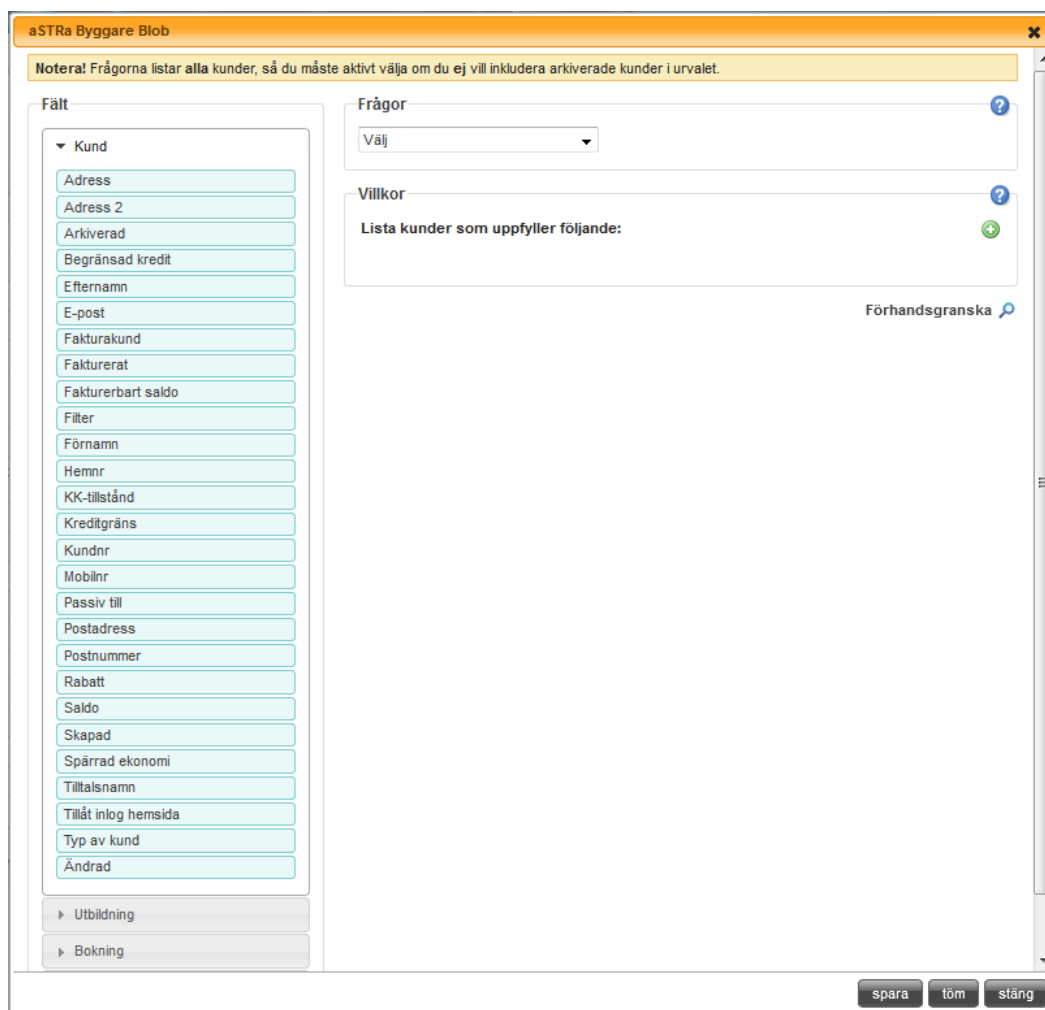 aSTRa Byggare Blob
Notera! Frågorna listar alla kunder, så du måste aktivt välja om du ej vill inkludera arkiverade kunder i urvalet.
Fält
Kund
Adress
Adress 2
Arkiverad
Begränsad kredit
Efternamn
E-post
Fakturakund
Fakturerat
Fakturerbart saldo
Filter
Förnamn
Hemnr
KK-tillstånd
Kreditgräns
Kundnr
Mobilnr
Passiv till
Postadress
Postnummer
Rabatt
Saldo
Skapad
Spärrad ekonomi
Tilltalsnamn
Tillåt inlog hemsida
Typ av kund
Ändrad
Utbildning
Bokning
Frågor
Välj
Villkor
Lista kunder som uppfyller följande:
Förhandsgranska
spara töm stäng